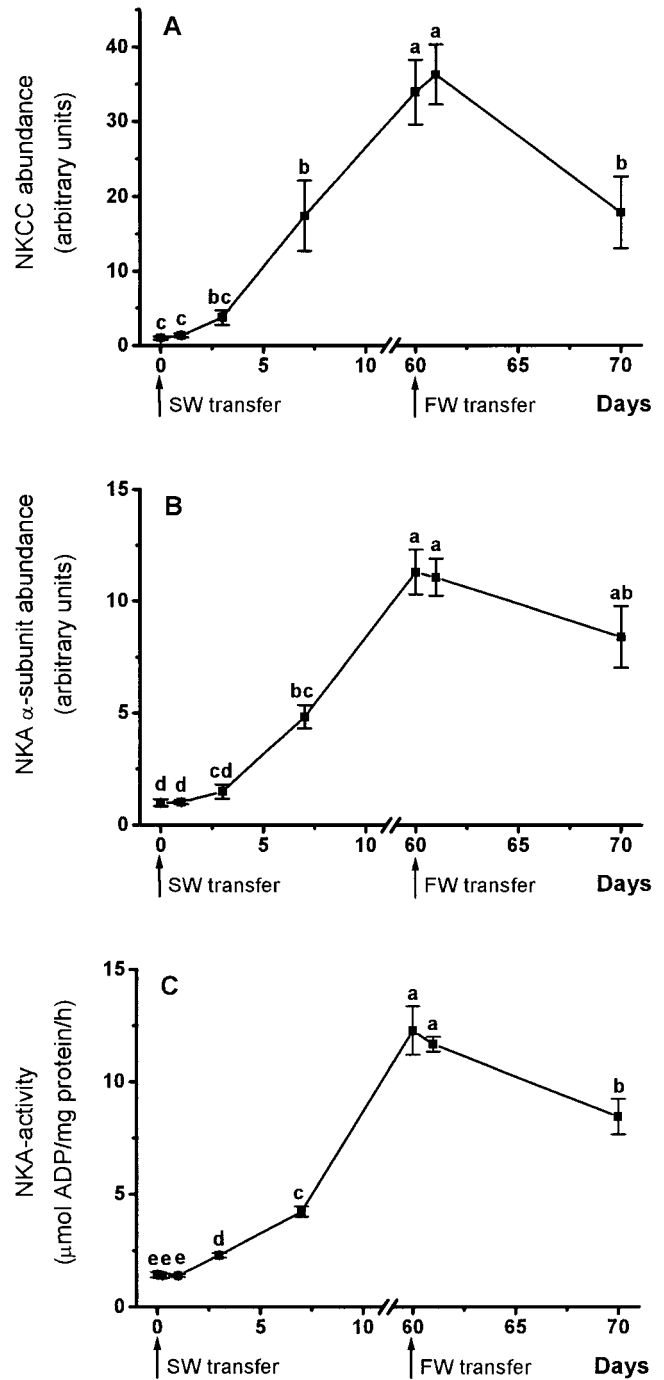 A
NKCC abundance
(arbitrary units)
40
30
20
10
0
c
c
bc
b
a
a
b
0
5
10
60
65
70
SW transfer
FW transfer
Days
B
NKA α-subunit abundance
(arbitrary units)
15
10
5
0
d
d
cd
bc
a
a
ab
0
5
10
60
65
70
SW transfer
FW transfer
Days
C
NKA-activity
(μmol ADP/mg protein/h)
15
10
5
0
e
e
e
d
c
a
a
b
0
5
10
60
65
70
SW transfer
FW transfer
Days